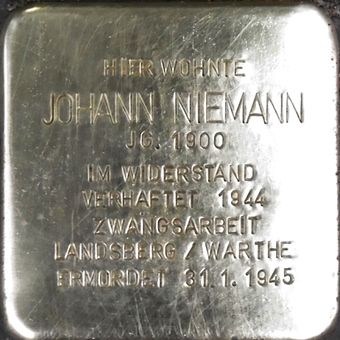 HIER WOHNTE
JOHANN NIEMANN
JG. 1900
IM WIDERSTAND
VERHAFTET 1944
ZWANGSARBEIT
LANDSBERG / WARTHE
ERMORDET 31.1.1945